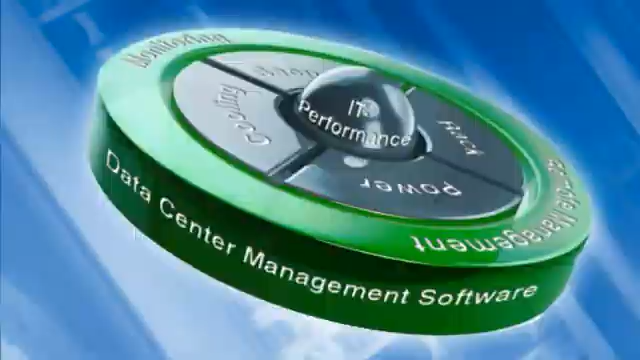 Monitoring
Cooling
IT
Performance
Rack
Power
Management
Data Center Management Software